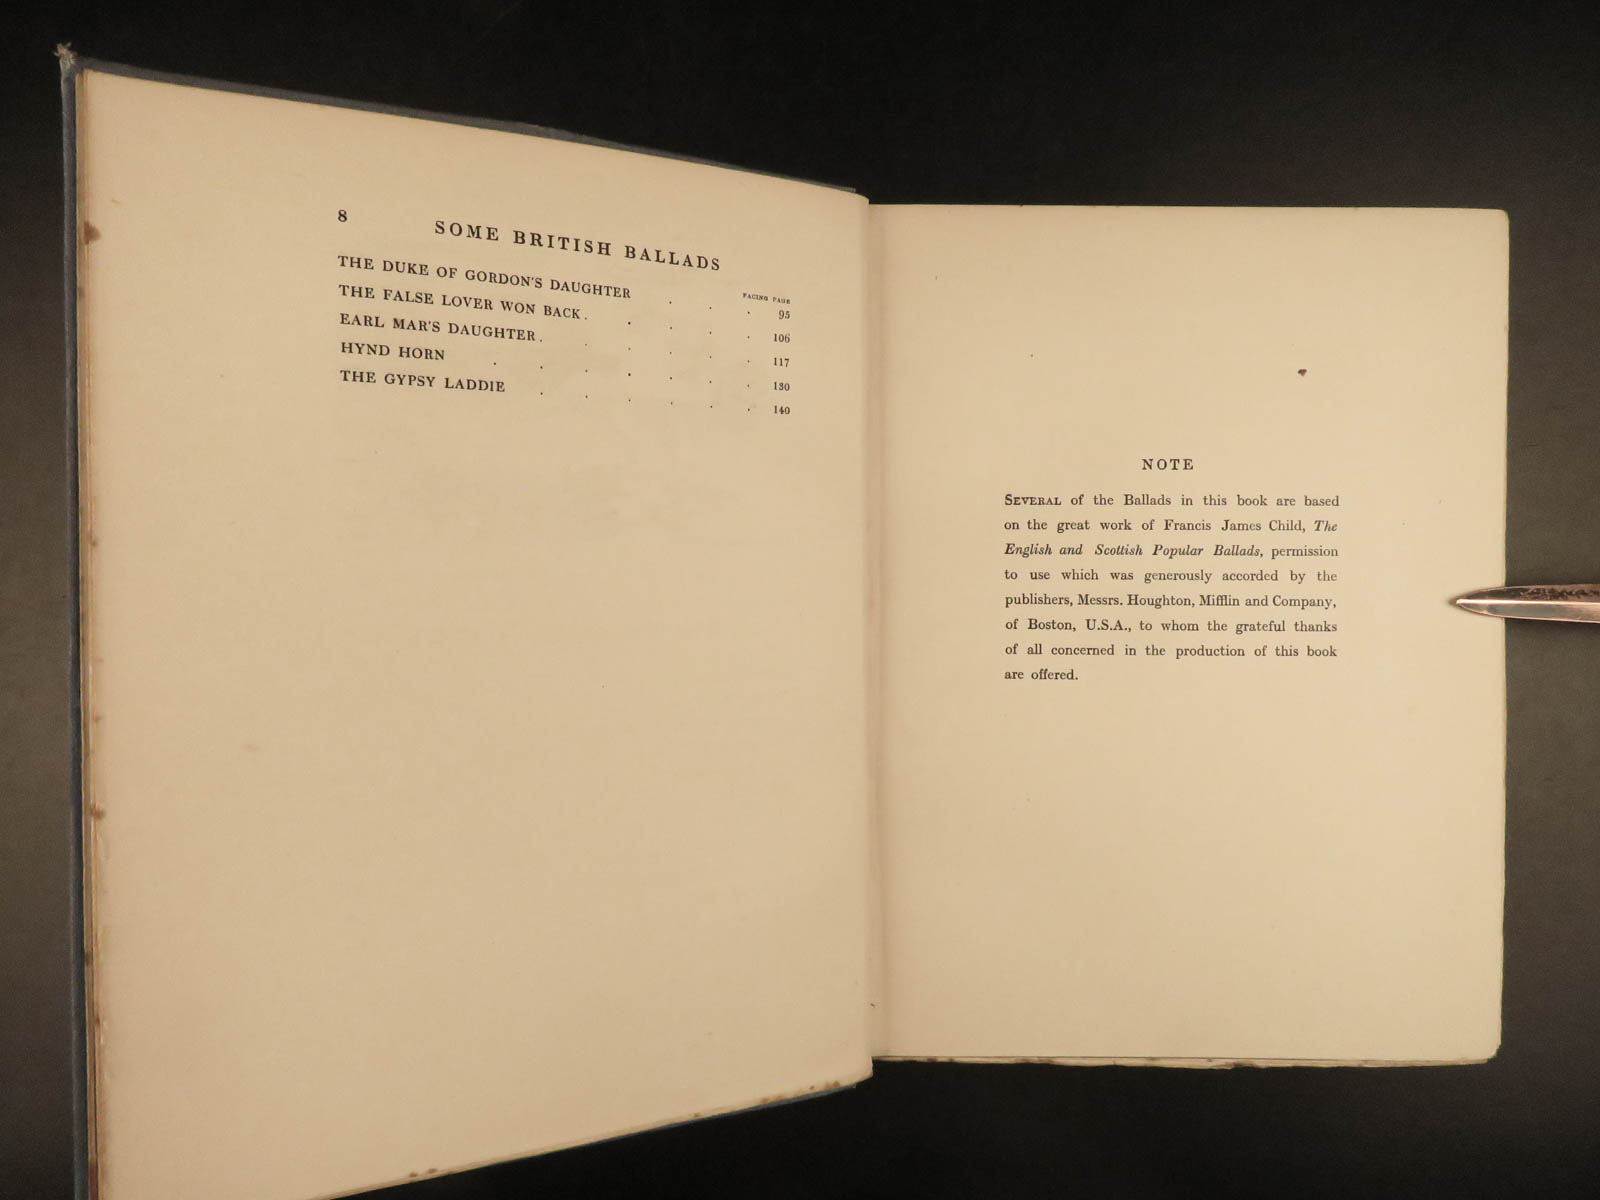 8 SOME BRITISH BALLADS
FACING PAGE
THE DUKE OF GORDON'S DAUGHTER . . . 95
THE FALSE LOVER WON BACK . . . . . 106
EARL MAR'S DAUGHTER . . . . . . 117
HYND HORN . . . . . . . 130
THE GYPSY LADDIE . . . . . . 140
NOTE
SEVERAL of the Ballads in this book are based
on the great work of Francis James Child, The
English and Scottish Popular Ballads, permission
to use which was generously accorded by the
publishers, Messrs. Houghton, Mifflin and Company,
of Boston, U.S.A., to whom the grateful thanks
of all concerned in the production of this book
are offered.